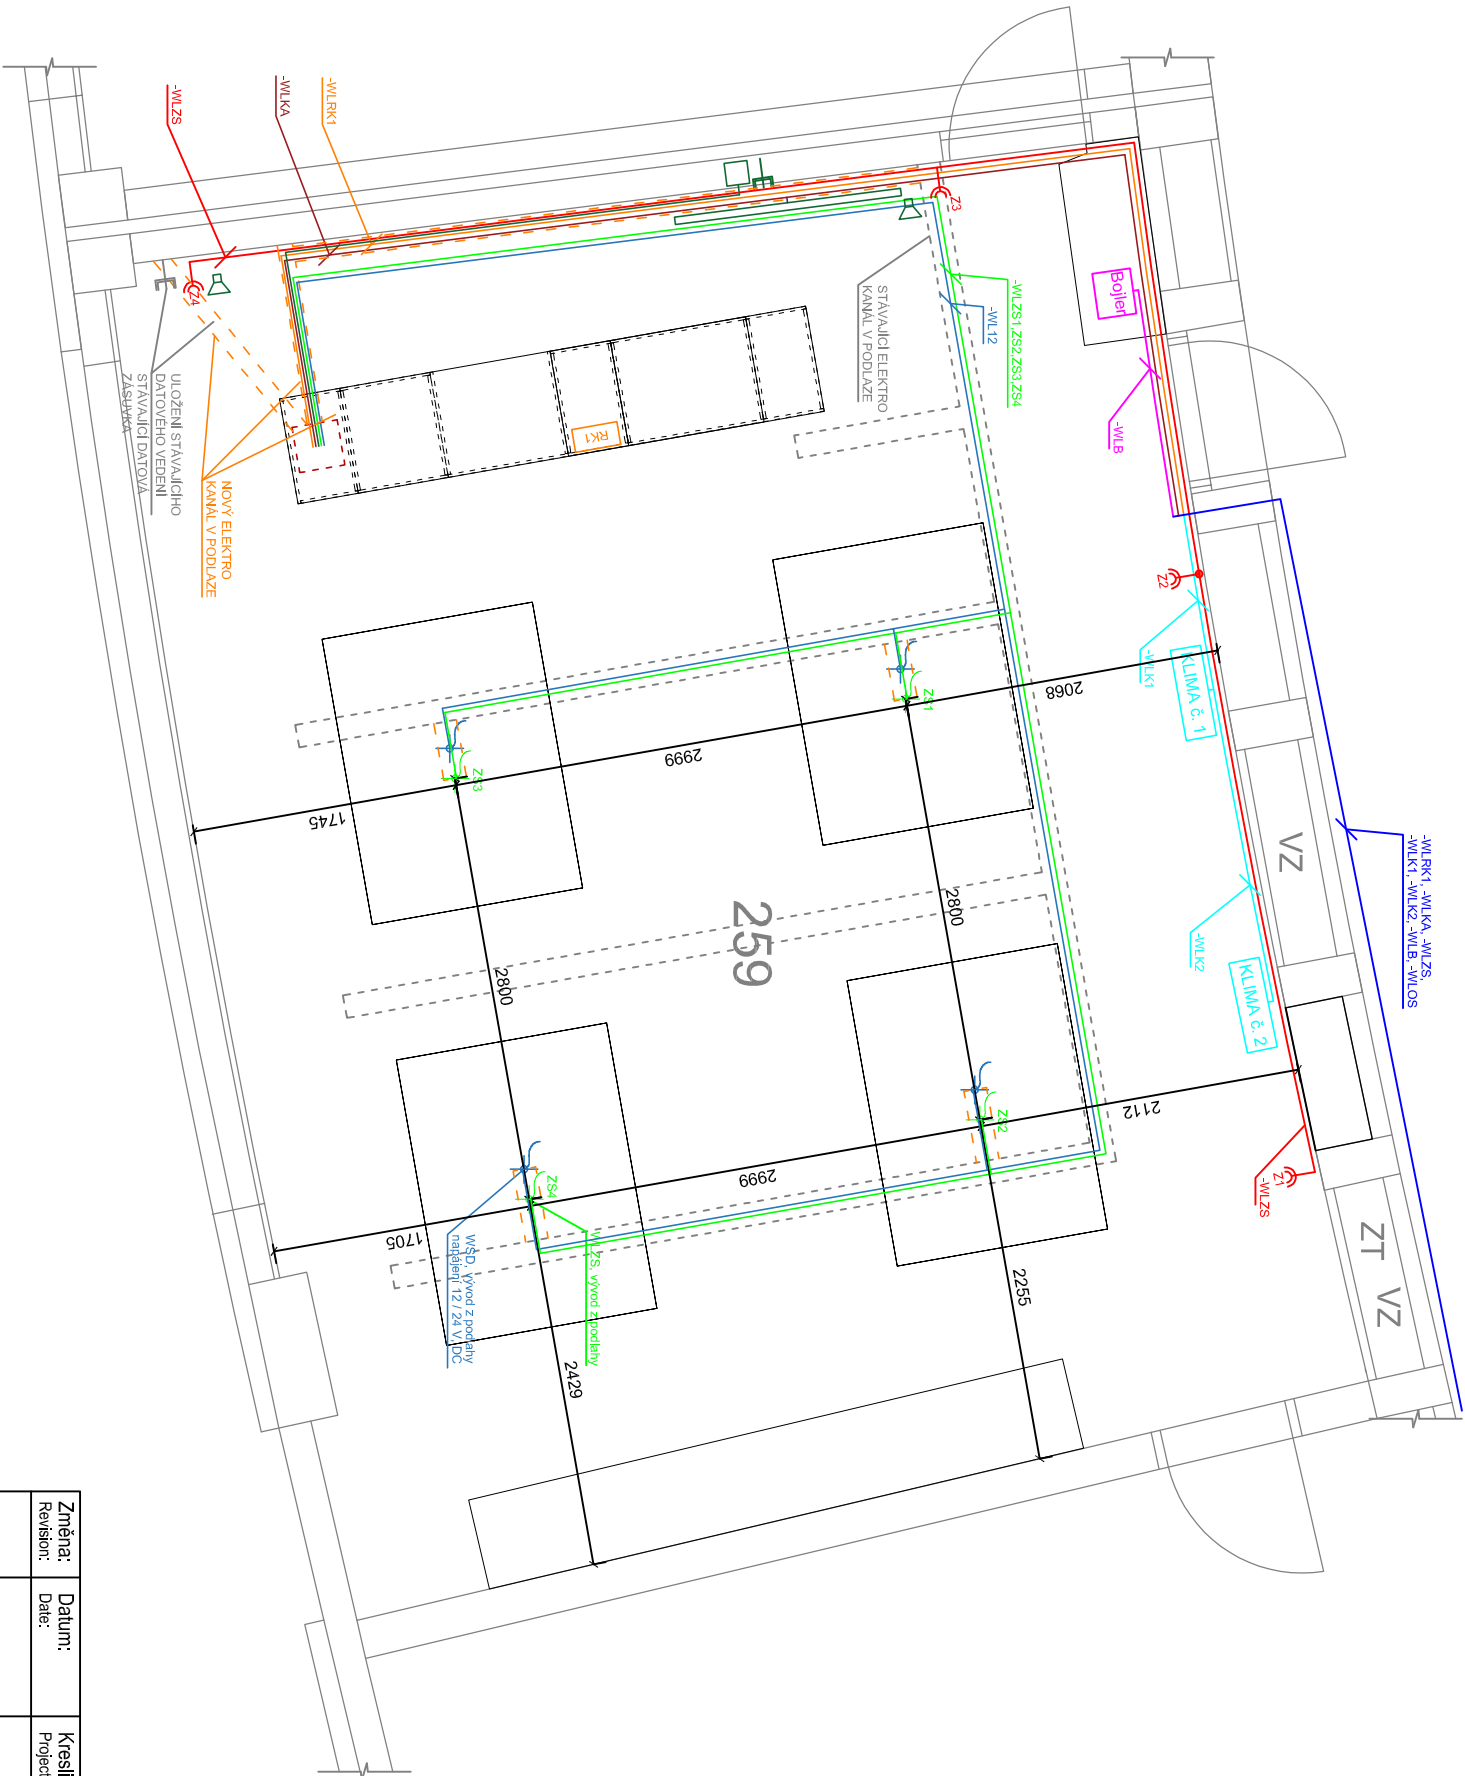 -WLRK1, -WLKA, -WLZS,
-WLK1, -WLK2, -WLB, -WLOS
VZ
ZT
VZ
-WLZS
Z1
KLIMA č. 2
-WLK2
KLIMA č. 1
-WLK1
Z2
-WLB
Bojler
-WLZS1,ZS2,ZS3,ZS4
-WL12
Z3
STÁVAJÍCÍ ELEKTRO
KANÁL V PODLAZE
-WLRK1
-WLKA
-WLZS
Z4
RK1
NOVÝ ELEKTRO
KANÁL V PODLAZE
ULOŽENÍ STÁVAJÍCÍHO
DATOVÉHO VEDENÍ
STÁVAJÍCÍ DATOVÁ
ZÁSUVKA
ZS1
ZS2
ZS3
ZS4
2068
2999
1745
2800
2800
259
2112
2999
1705
2255
2429
WLZS, vývod z podlahy
WSD, vývod z podlahy
napájení 12 / 24 V, DC
Změna:
Revision:
Datum:
Date:
Kresli
Project